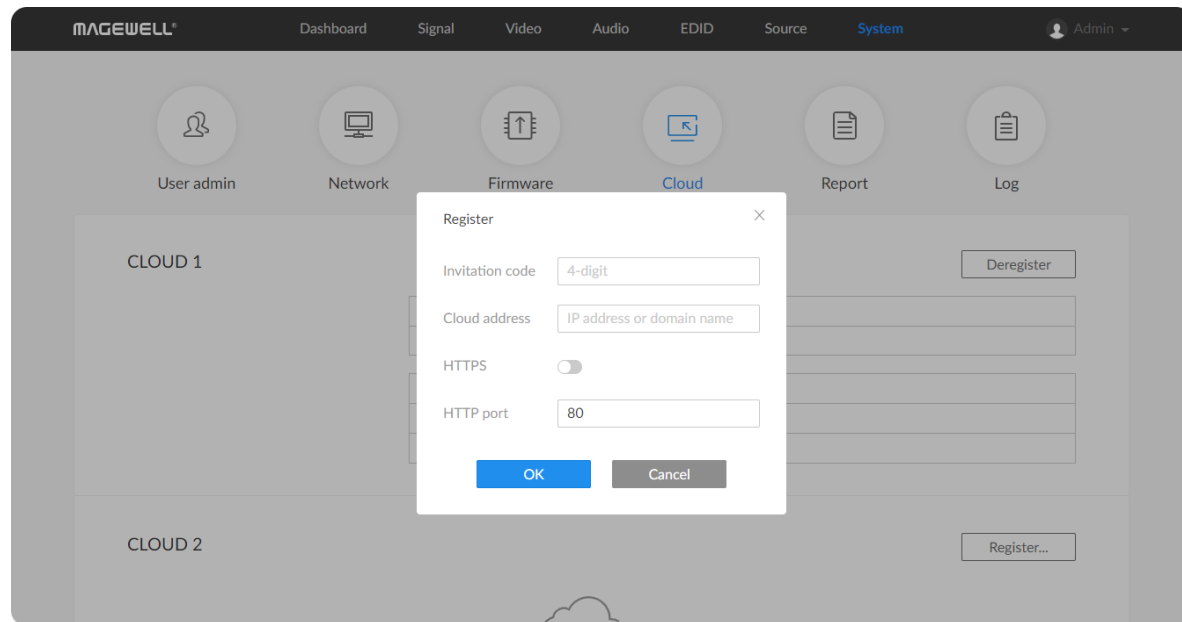 MAGEWELL®
Dashboard Signal Video Audio EDID Source System Admin
User admin Network Firmware Cloud Report Log
Register
CLOUD 1 Deregister
Invitation code 4-digit
Cloud address IP address or domain name
HTTPS
HTTP port 80
OK Cancel
CLOUD 2 Register...